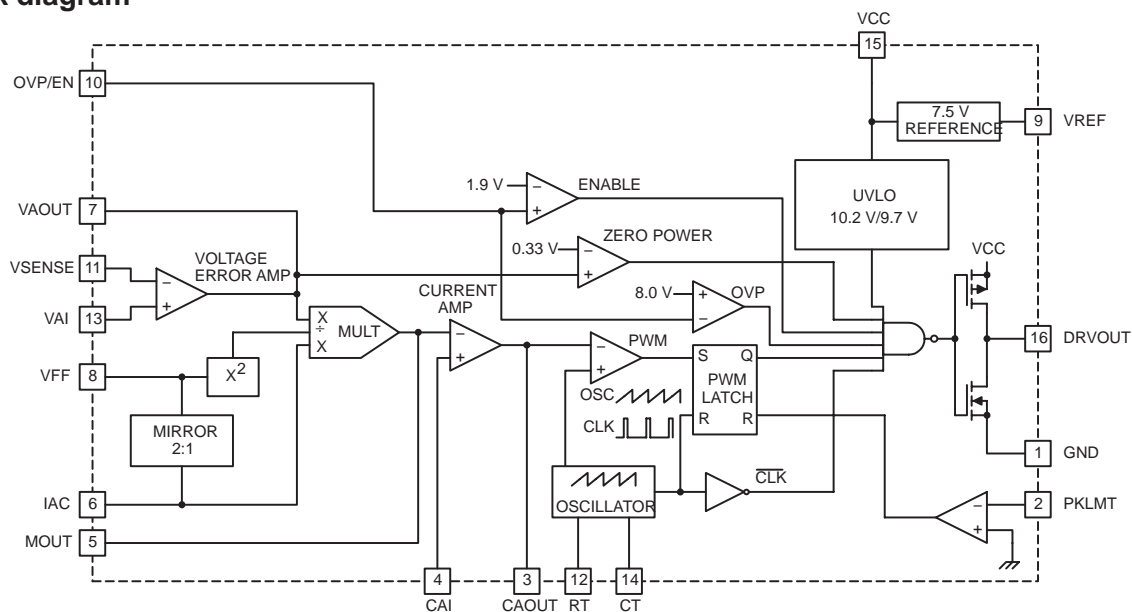 diagram
VCC
15
OVP/EN 10
7.5 V
REFERENCE
9 VREF
1.9 V
−
+
ENABLE
UVLO
10.2 V/9.7 V
VAOUT
7
ZERO POWER
0.33 V
−
+
VCC
VSENSE 11
−
+
VOLTAGE
ERROR AMP
VAI 13
8.0 V
+
−
OVP
CURRENT
AMP
X
÷
X
MULT
−
+
16 DRVOUT
VFF 8
X2
−
+
PWM
S Q
PWM
LATCH
R R
OSC
CLK
MIRROR
2:1
1 GND
IAC 6
OSCILLATOR
CLK
−
+
2 PKLMT
MOUT 5
4
CAI
3
CAOUT
12
RT
14
CT